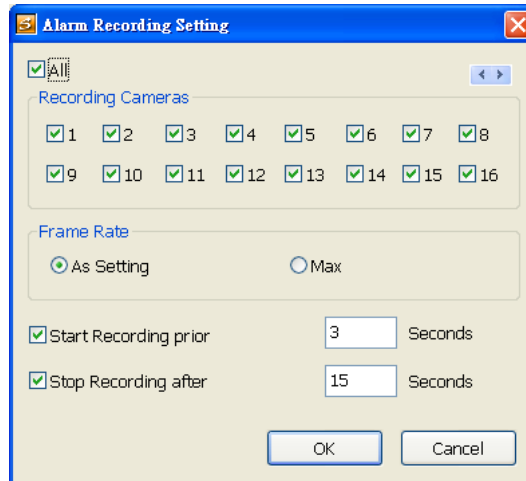 Alarm Recording Setting
All
Recording Cameras
1 2 3 4 5 6 7 8
9 10 11 12 13 14 15 16
Frame Rate
As Setting Max
Start Recording prior 3 Seconds
Stop Recording after 15 Seconds
OK Cancel